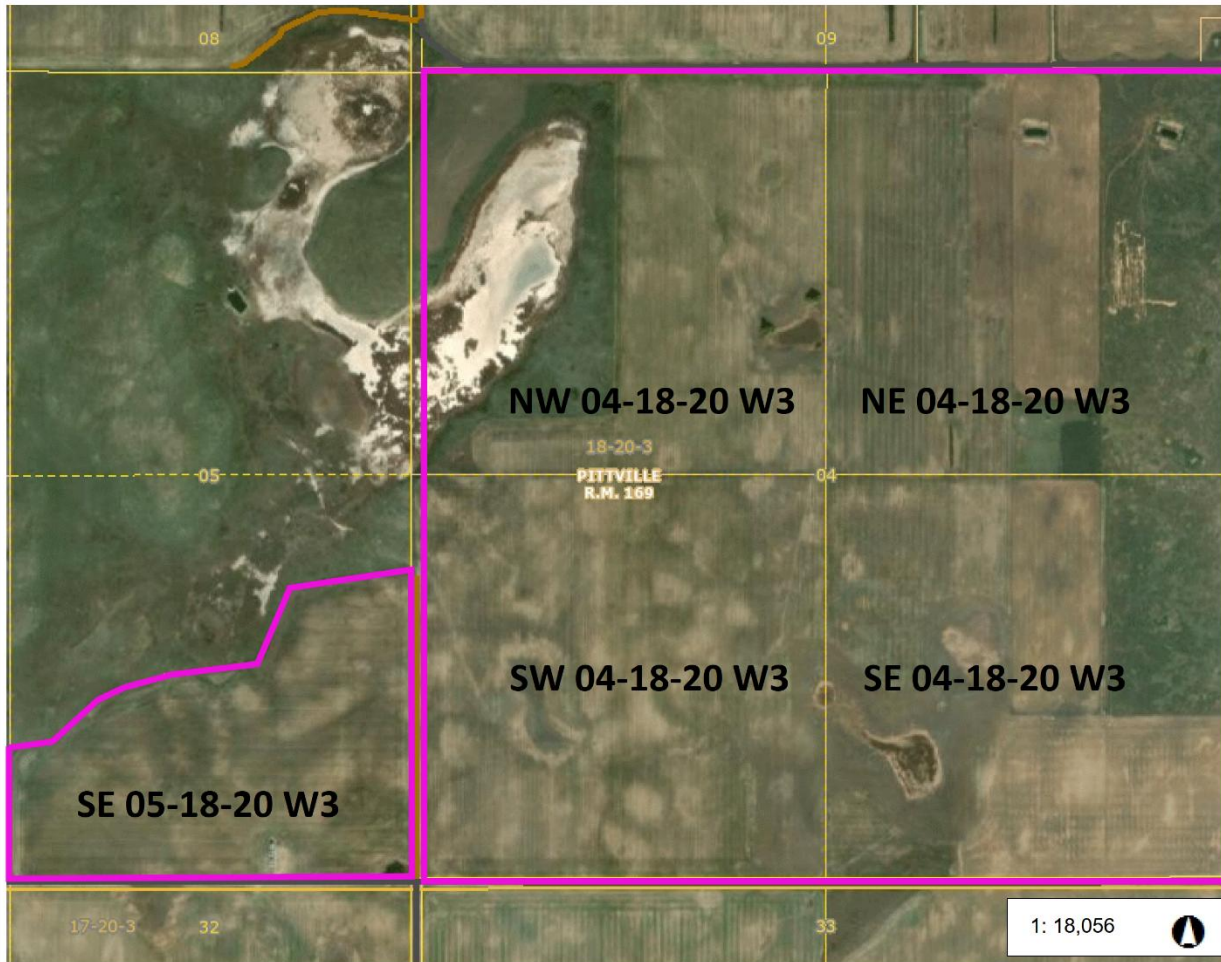 08
09
NW 04-18-20 W3
NE 04-18-20 W3
18-20-3
05
PITTVILLE
R.M. 169
04
SW 04-18-20 W3
SE 04-18-20 W3
SE 05-18-20 W3
17-20-3
32
33
1: 18,056